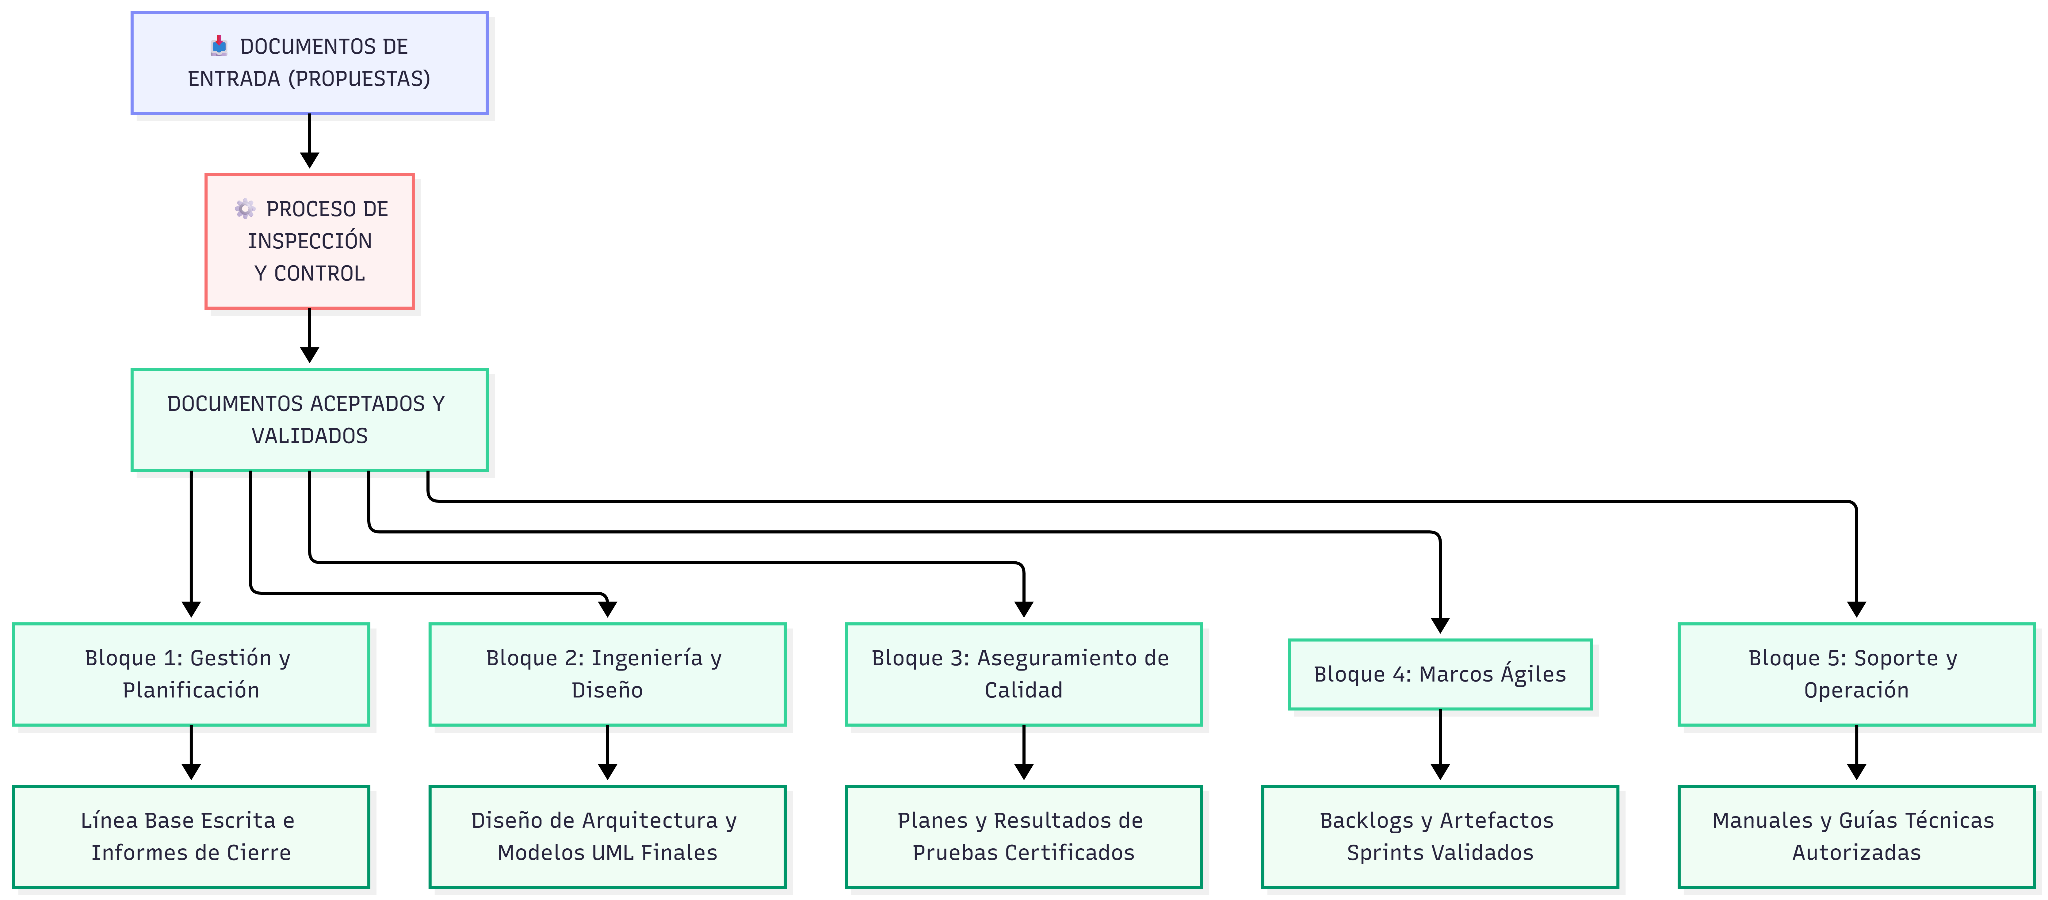 📥 DOCUMENTOS DE
ENTRADA (PROPUESTAS)
⚙️ PROCESO DE
INSPECCIÓN
Y CONTROL
DOCUMENTOS ACEPTADOS Y
VALIDADOS
Bloque 1: Gestión y
Planificación
Bloque 2: Ingeniería y
Diseño
Bloque 3: Aseguramiento de
Calidad
Bloque 4: Marcos Ágiles
Bloque 5: Soporte y
Operación
Línea Base Escrita e
Informes de Cierre
Diseño de Arquitectura y
Modelos UML Finales
Planes y Resultados de
Pruebas Certificados
Backlogs y Artefactos
Sprints Validados
Manuales y Guías Técnicas
Autorizadas